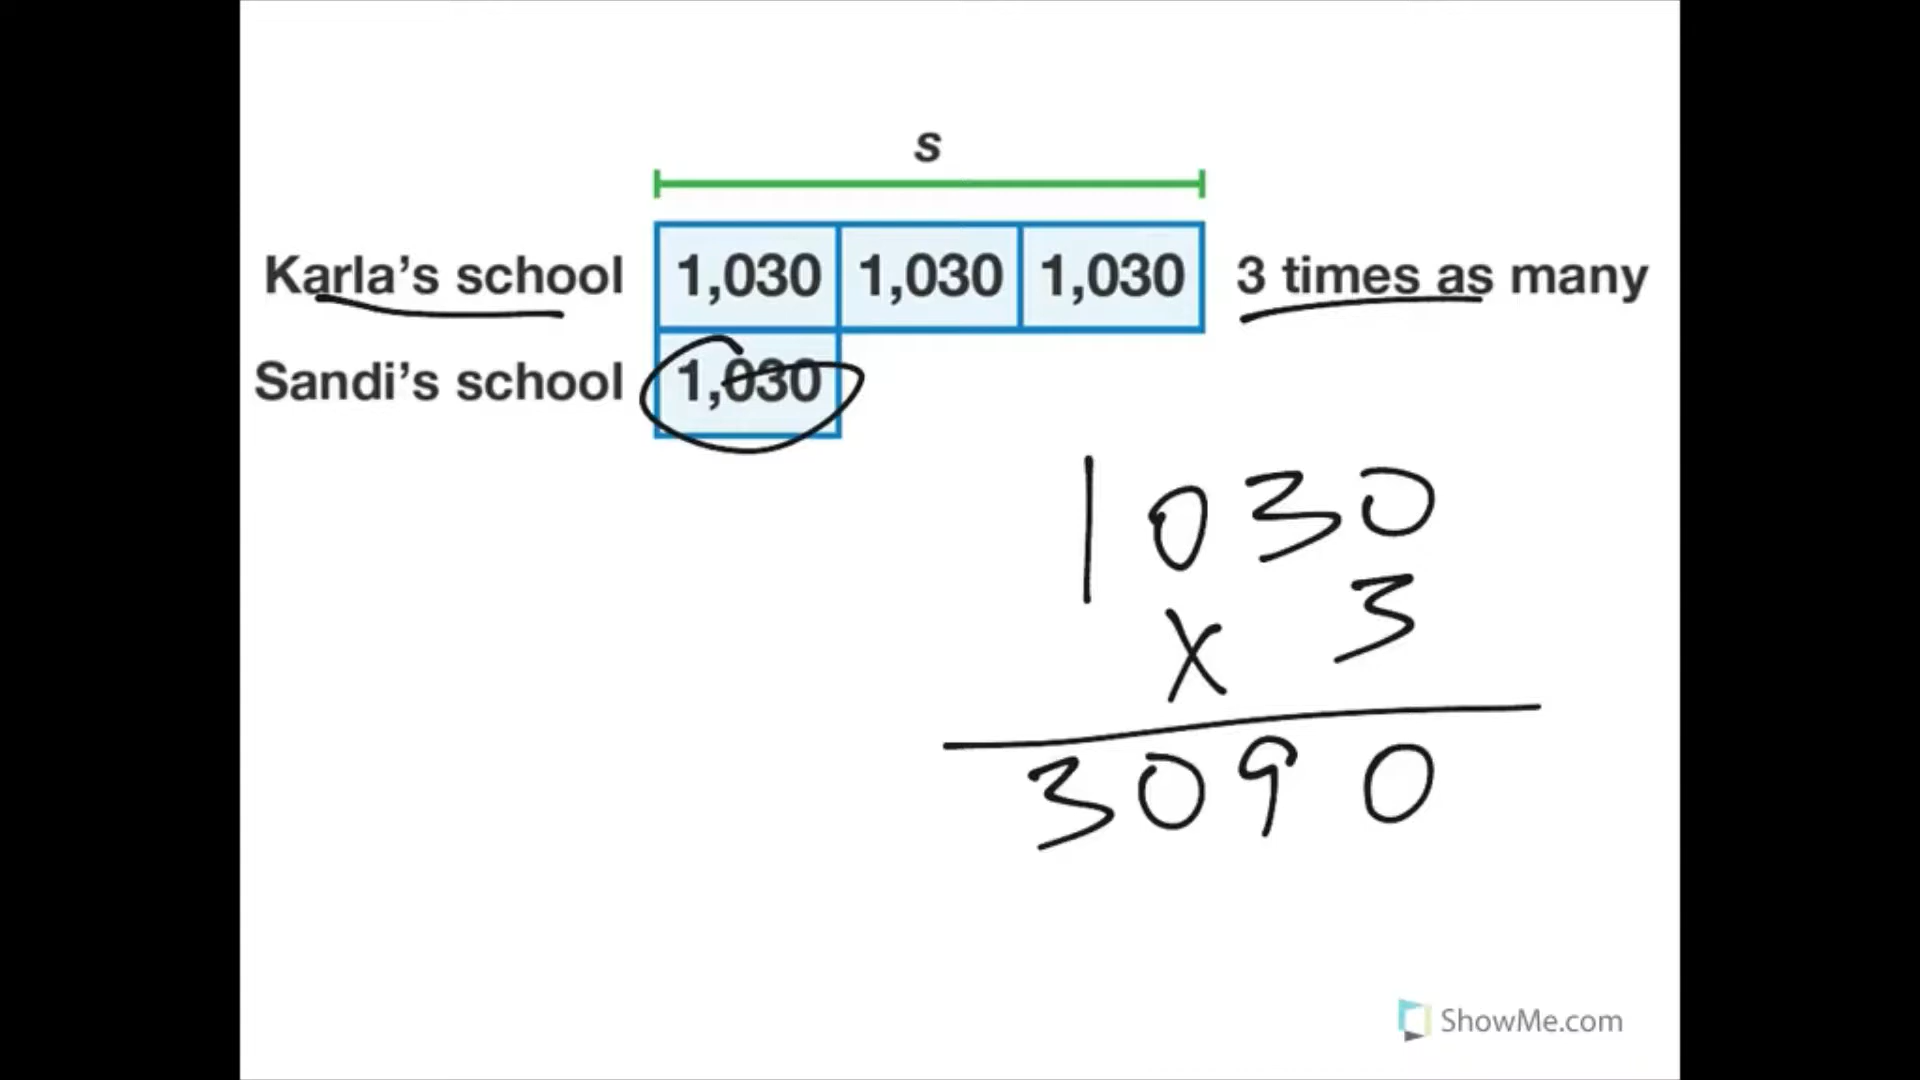 s
Karla's school 1,030 1,030 1,030 3 times as many
Sandi's school 1,030
1030
x 3
3090
ShowMe.com